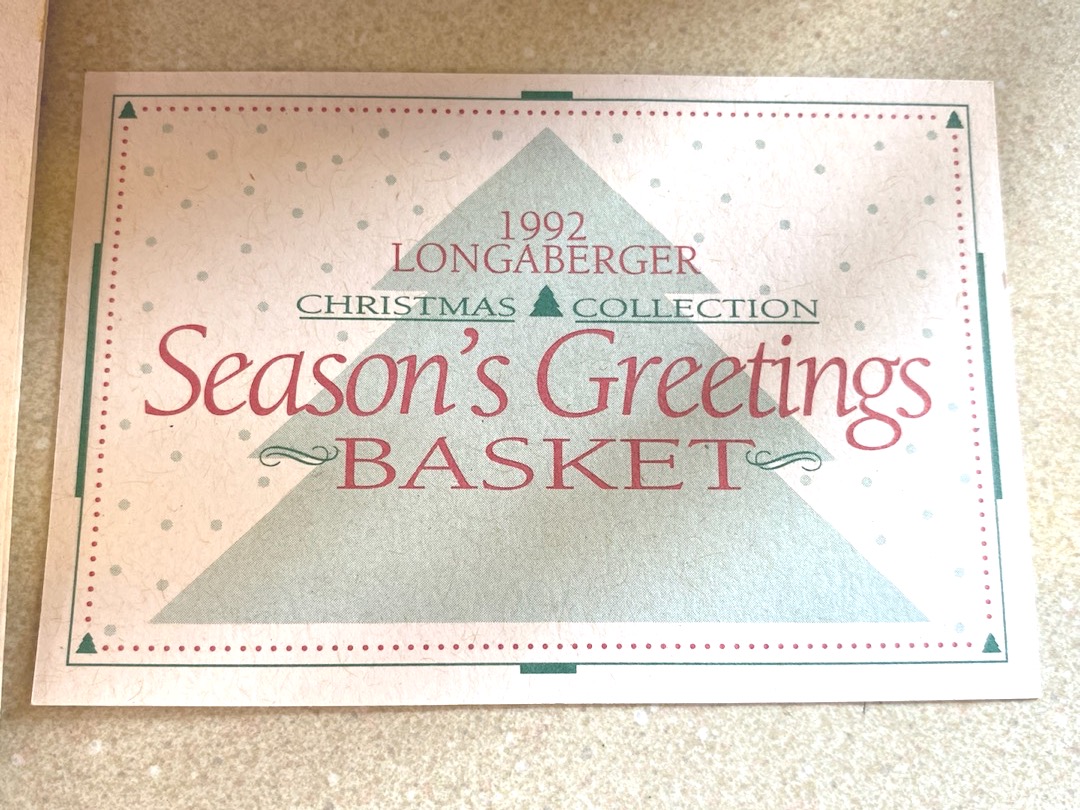 1992
LONGABERGER
CHRISTMAS COLLECTION
Season's Greetings
BASKET